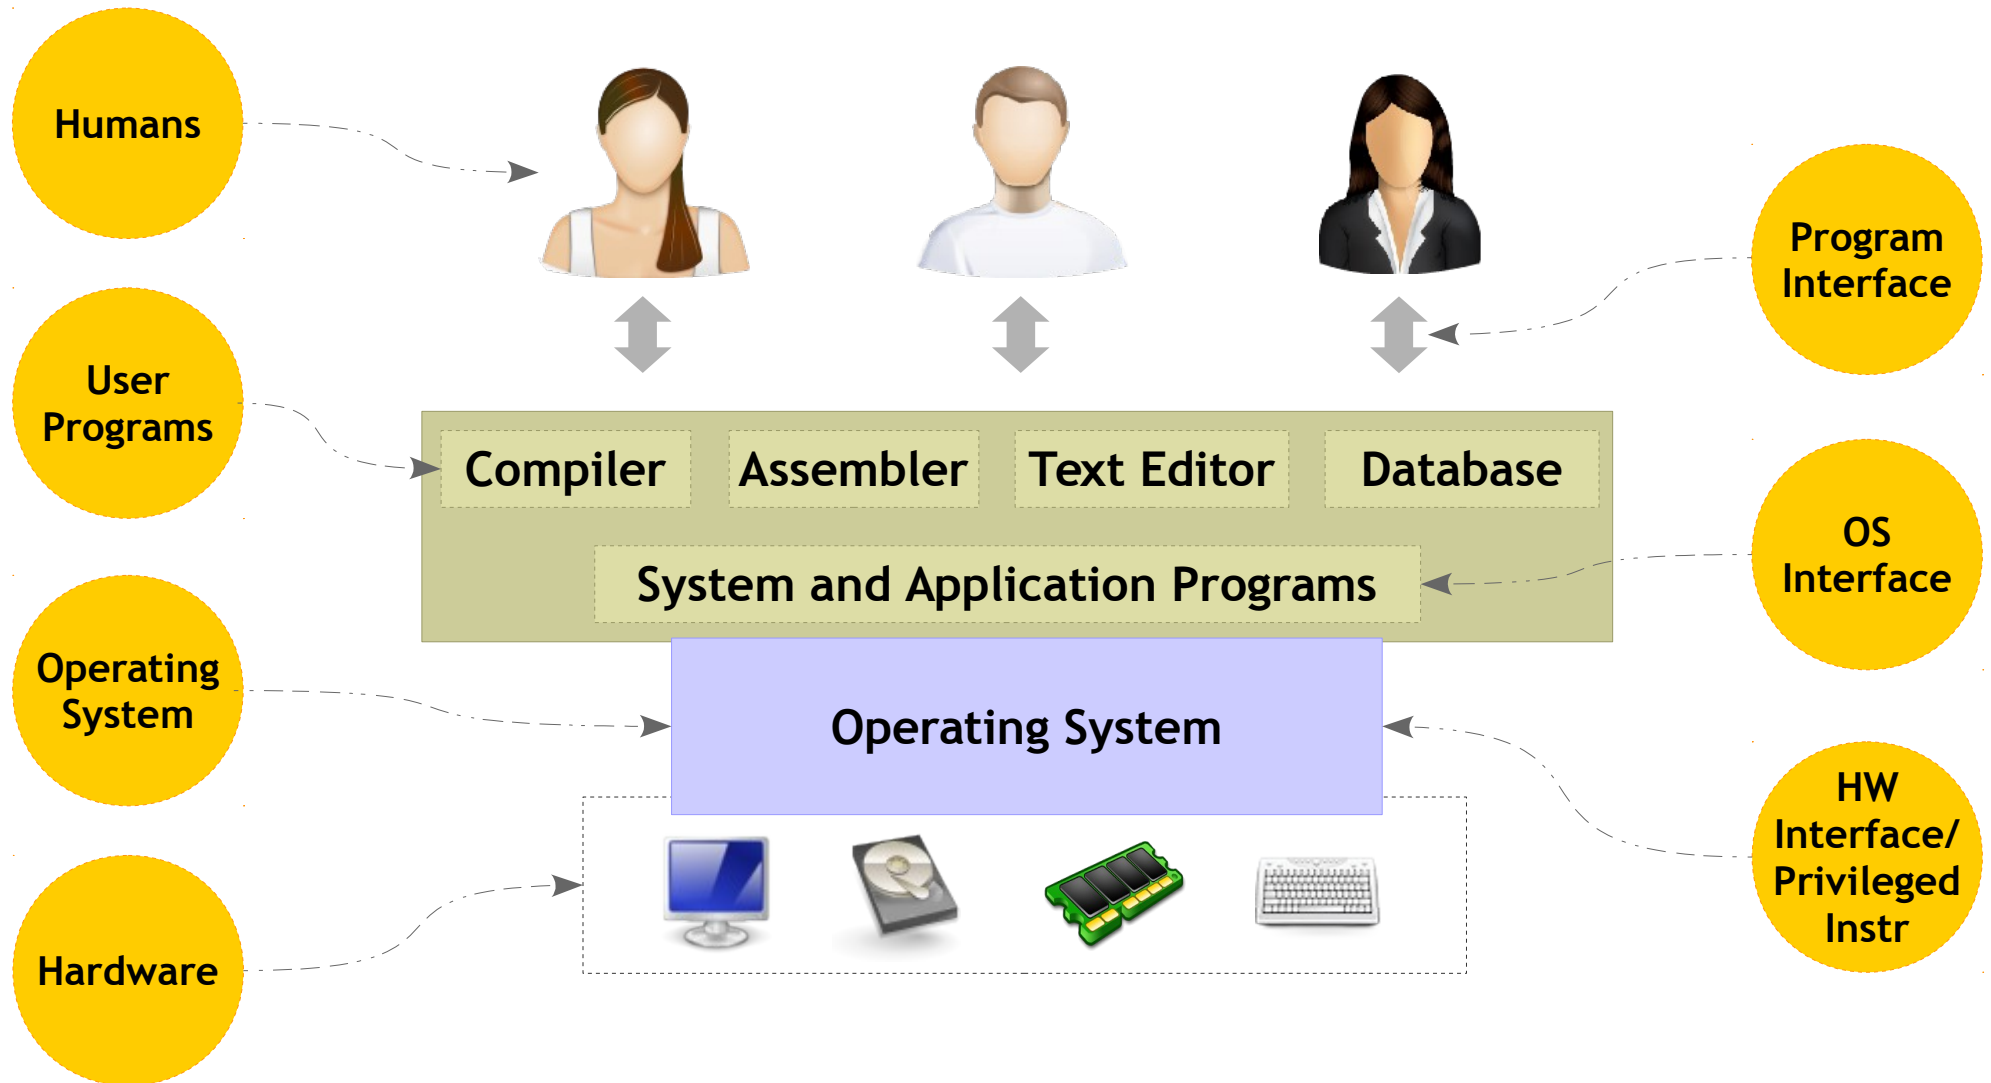 Humans
Program
Interface
User
Programs
Compiler
Assembler
Text Editor
Database
System and Application Programs
OS
Interface
Operating
System
Operating System
HW
Interface/
Privileged
Instr
Hardware